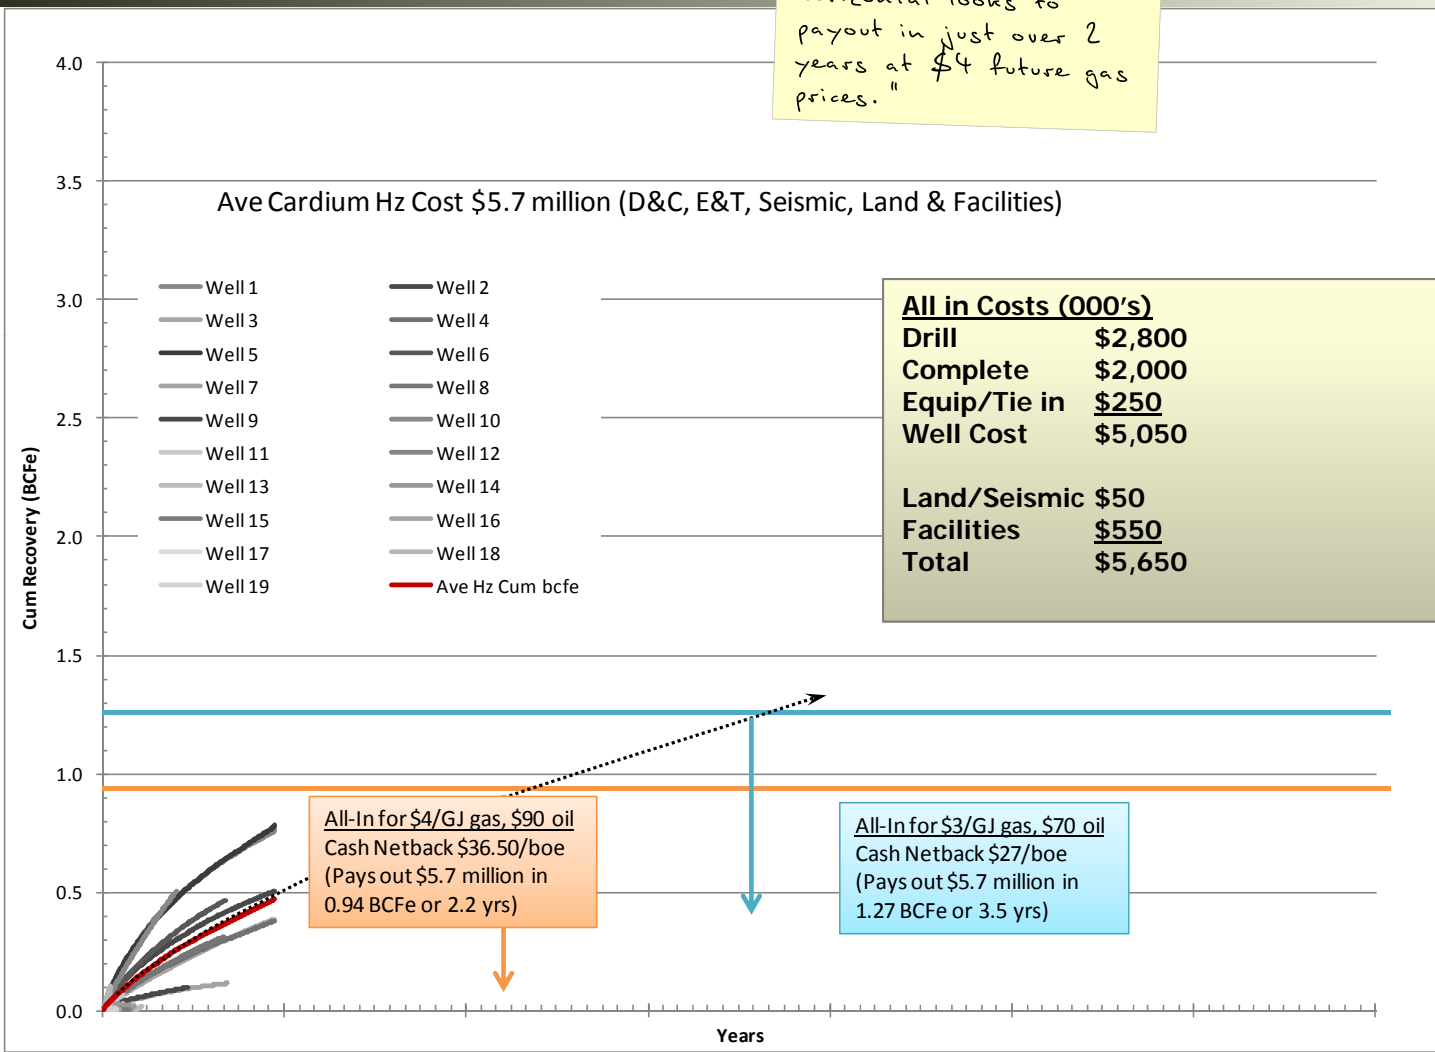 looks to
payout in just over 2
years at $4 future gas
prices."
4.0
3.5
3.0
2.5
2.0
1.5
1.0
0.5
0.0
Cum Recovery (BCFe)
Ave Cardium Hz Cost $5.7 million (D&C, E&T, Seismic, Land & Facilities)
Well 1 Well 2
Well 3 Well 4
Well 5 Well 6
Well 7 Well 8
Well 9 Well 10
Well 11 Well 12
Well 13 Well 14
Well 15 Well 16
Well 17 Well 18
Well 19 Ave Hz Cum bcfe
All in Costs (000's)
Drill $2,800
Complete $2,000
Equip/Tie in $250
Well Cost $5,050
Land/Seismic $50
Facilities $550
Total $5,650
All-In for $4/GJ gas, $90 oil
Cash Netback $36.50/boe
(Pays out $5.7 million in
0.94 BCFe or 2.2 yrs)
All-In for $3/GJ gas, $70 oil
Cash Netback $27/boe
(Pays out $5.7 million in
1.27 BCFe or 3.5 yrs)
Years